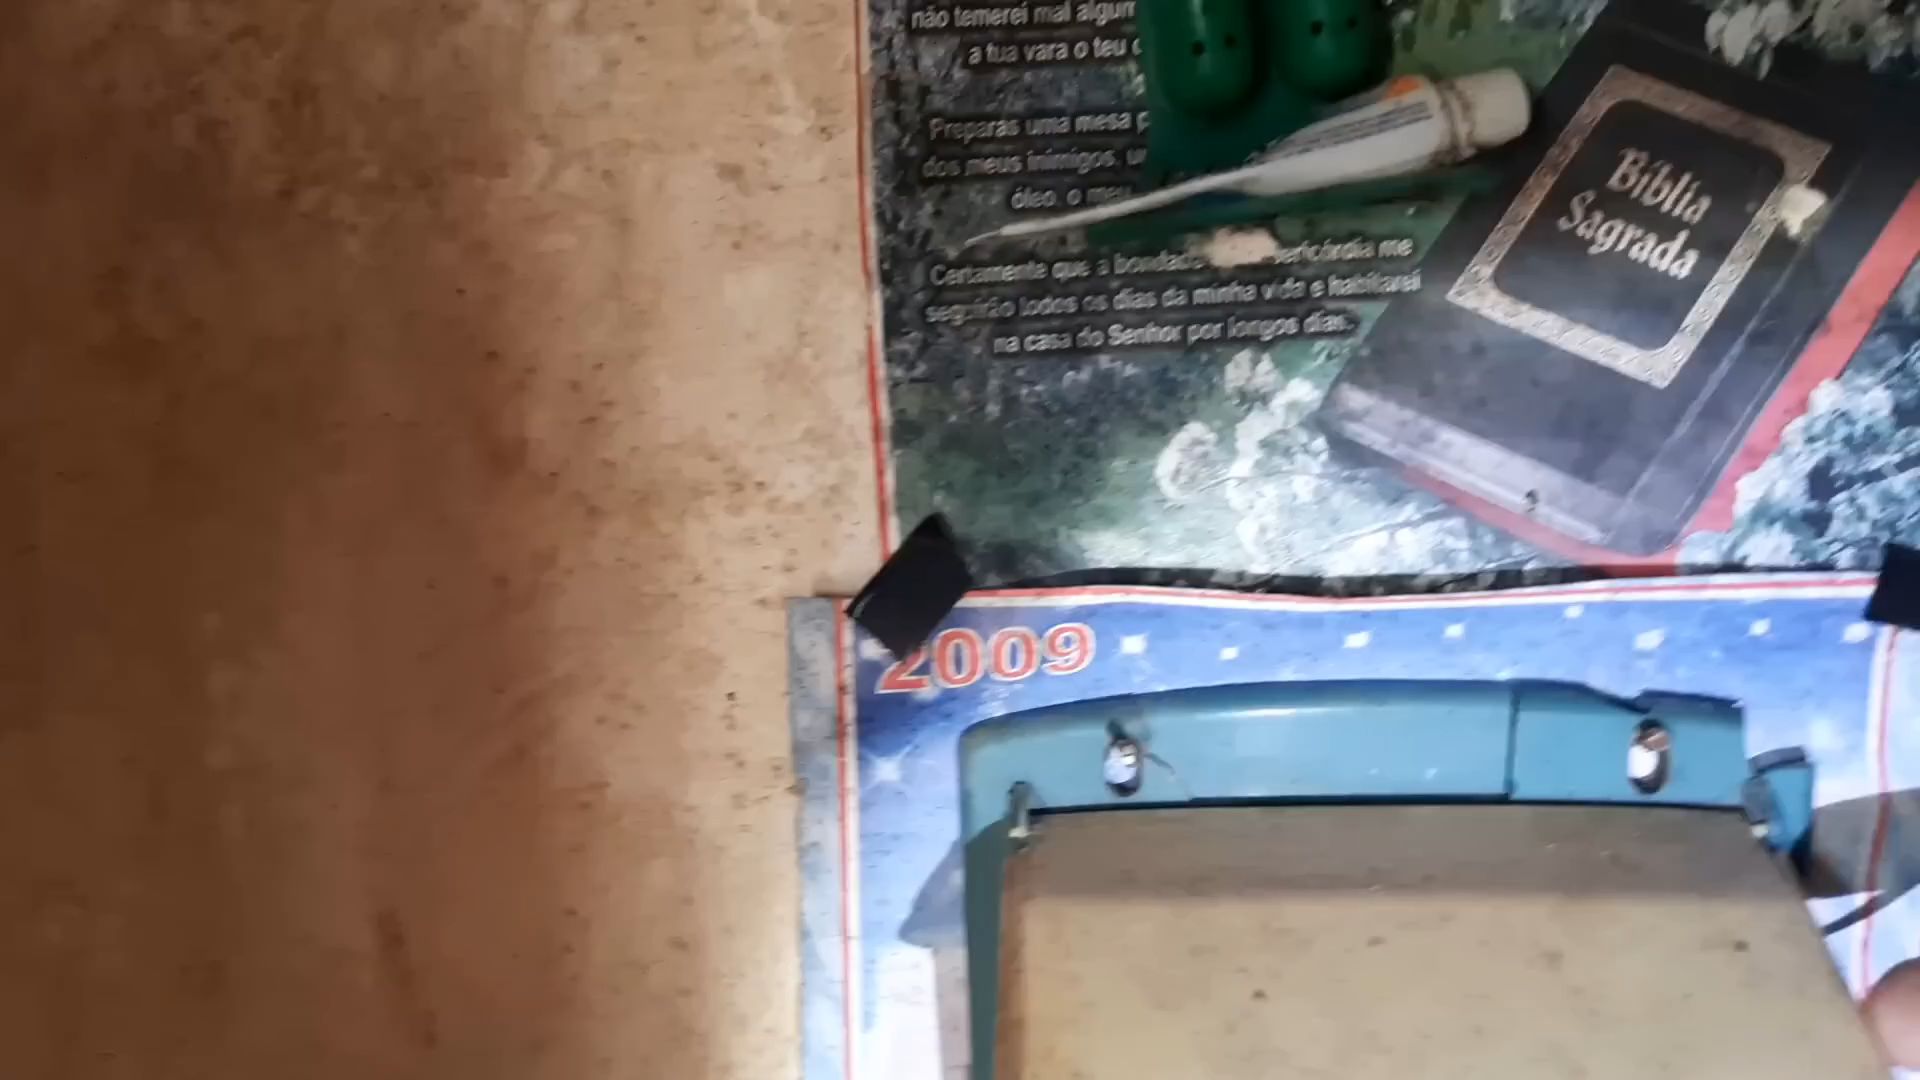 não temerei mal algum
a tua vara o teu
Preparas uma mesa
dos meus inimigos, 
óleo, o meu
Certamente que a bondade misericórdia me
seguirão todos os dias da minha vida e habitarei
na casa do Senhor por longos dias.
Bíblia
Sagrada
2009